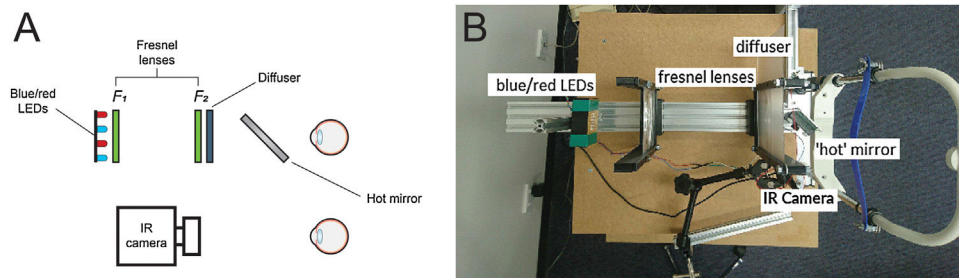 A
Fresnel
lenses
Diffuser
Blue/red
LEDs
F1
F2
Hot mirror
IR
camera
B
diffuser
fresnel lenses
blue/red LEDs
'hot' mirror
IR Camera